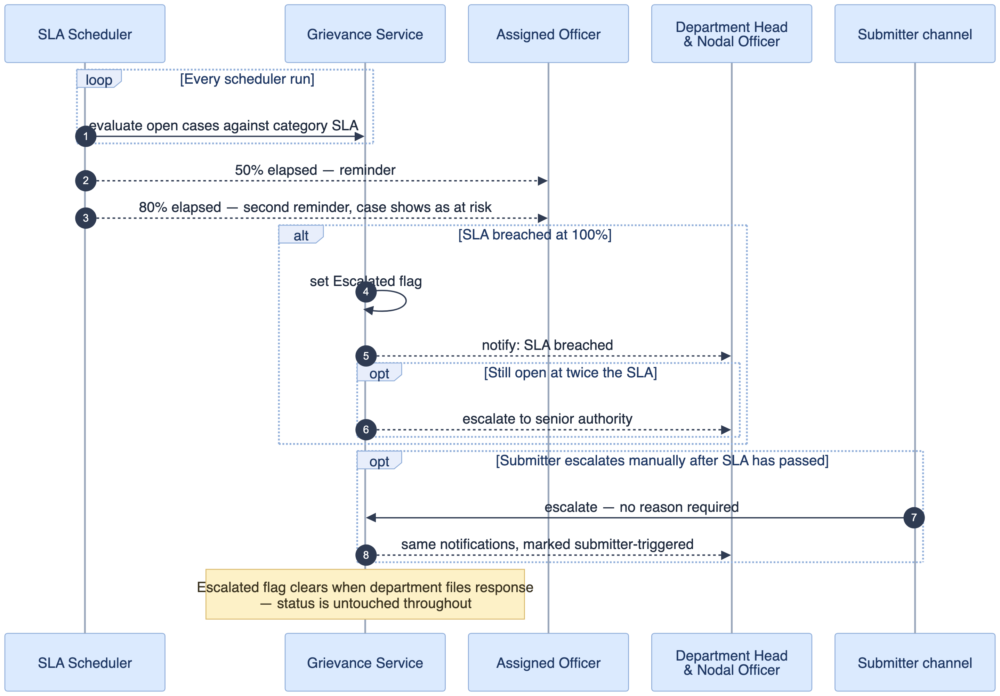 SLA Scheduler
Grievance Service
Assigned Officer
Department Head
& Nodal Officer
Submitter channel
loop
[Every scheduler run]
evaluate open cases against category SLA
1
50% elapsed — reminder
2
80% elapsed — second reminder, case shows as at risk
3
alt
[SLA breached at 100%]
set Escalated flag
4
notify: SLA breached
5
opt
[Still open at twice the SLA]
escalate to senior authority
6
opt
[Submitter escalates manually after SLA has passed]
escalate — no reason required
7
same notifications, marked submitter-triggered
8
Escalated flag clears when department files response
— status is untouched throughout
SLA Scheduler
Grievance Service
Assigned Officer
Department Head
& Nodal Officer
Submitter channel